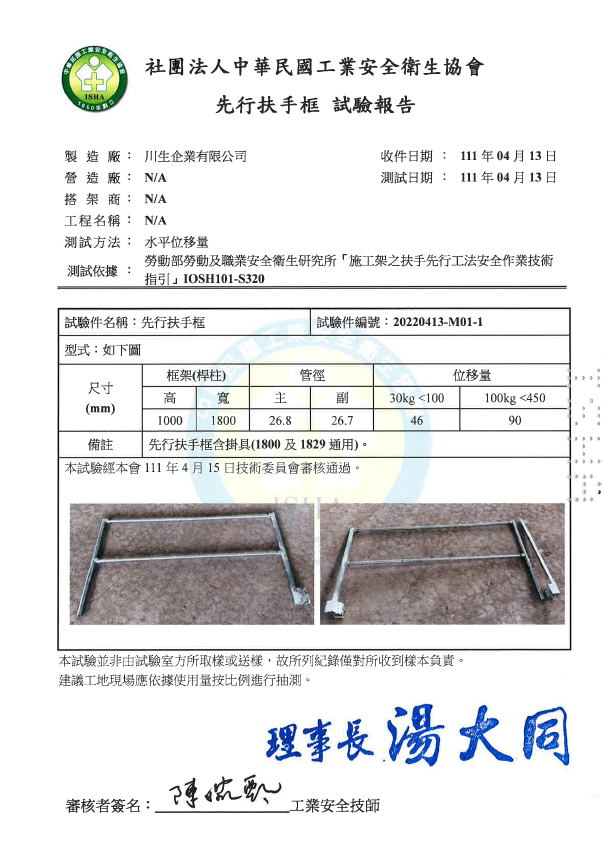 社團法人中華民國工業安全衛生協會
先行扶手框 試驗報告
ISHA
製造廠： 川生企業有限公司 收件日期： 111 年 04 月 13 日
營造廠： N/A 測試日期： 111 年 04 月 13 日
搭架商： N/A
工程名稱： N/A
測試方法： 水平位移量
測試依據： 勞動部勞動及職業安全衛生研究所「施工架之扶手先行工法安全作業技術
指引」IOSH101-S320
試驗件名稱：先行扶手框 試驗件編號：20220413-M01-1
型式：如下圖
尺寸 (mm) 框架(桿柱) 管徑 位移量
高 寬 主 副 30kg <100 100kg <450
1000 1800 26.8 26.7 46 90
備註 先行扶手框含掛具(1800 及 1829 通用)。
本試驗經本會 111 年 4 月 15 日技術委員會審核通過。
本試驗並非由試驗室方所取樣或送樣，故所列紀錄僅對所收到樣本負責。
建議工地現場應依據使用量按比例進行抽測。
理事長 湯大同
審核者簽名： 工業安全技師